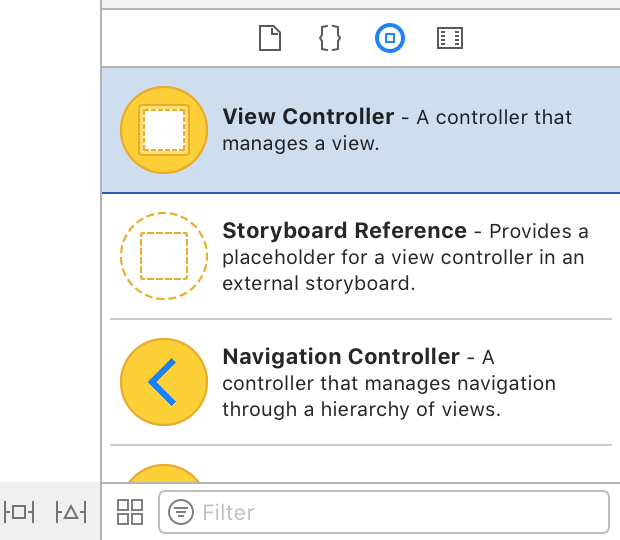 View Controller - A controller that
manages a view.
Storyboard Reference - Provides a
placeholder for a view controller in an
external storyboard.
Navigation Controller - A
controller that manages navigation
through a hierarchy of views.
Filter